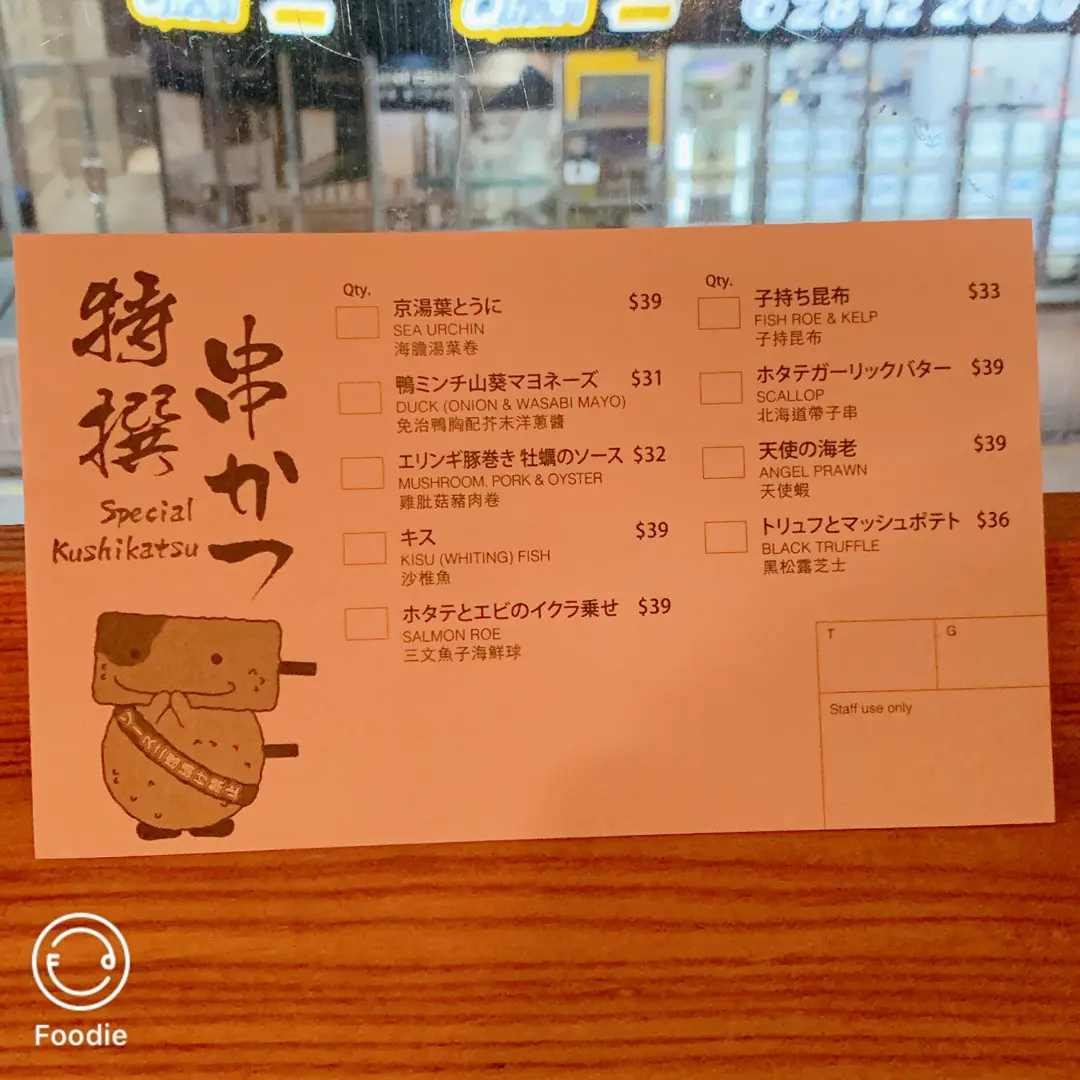 特撰
串かつ
Special
Kushikatsu
Qty.
京湯葉とうに $39
SEA URCHIN
海膽湯葉卷
鴨ミンチ山葵マヨネーズ $31
DUCK (ONION & WASABI MAYO)
免治鴨胸配芥末洋蔥醬
エリンギ豚巻き 牡蠣のソース $32
MUSHROOM, PORK & OYSTER
雞肶菇豬肉卷
キス $39
KISU (WHITING) FISH
沙椎魚
ホタテとエビのイクラ乗せ $39
SALMON ROE
三文魚子海鮮球
Qty.
子持ち昆布 $33
FISH ROE & KELP
子持昆布
ホタテガーリックバター $39
SCALLOP
北海道帶子串
天使の海老 $39
ANGEL PRAWN
天使蝦
トリュフとマッシュポテト $36
BLACK TRUFFLE
黑松露芝士
T
G
Staff use only
Foodie